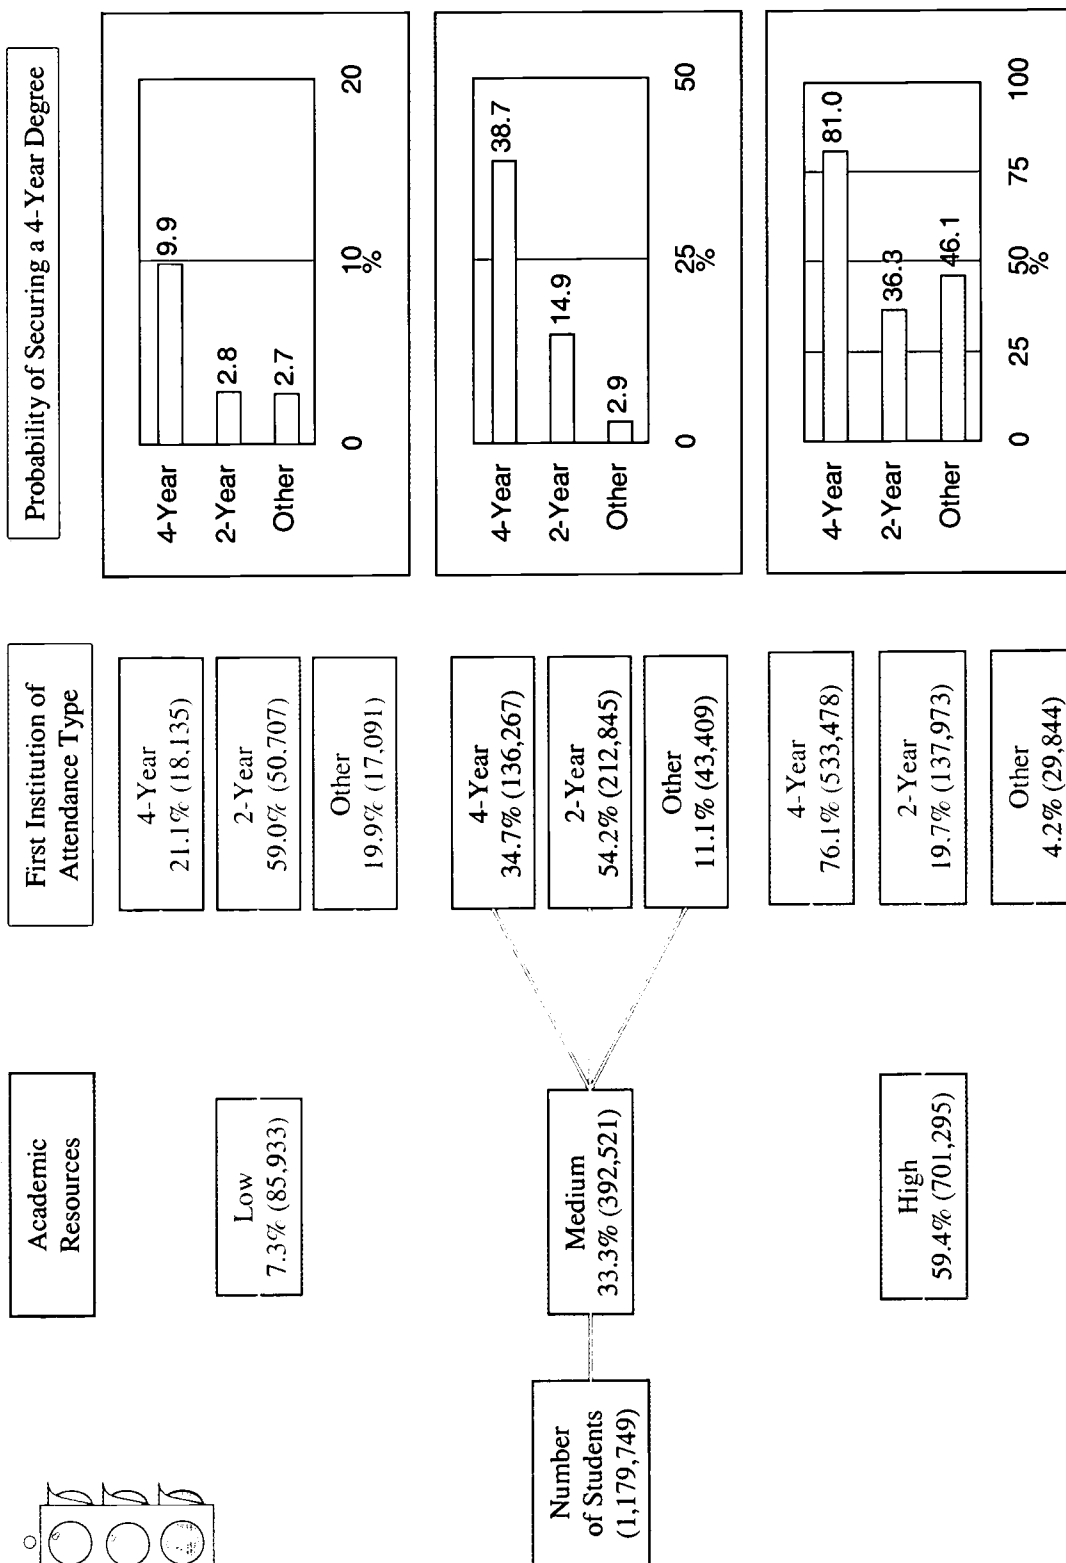 Academic
Resources
First Institution of
Attendance Type
Probability of Securing a 4-Year Degree
Number
of Students
(1,179,749)
Low
7.3% (85,933)
4-Year
21.1% (18,135)
2-Year
59.0% (50,707)
Other
19.9% (17,091)
4-Year 9.9
2-Year 2.8
Other 2.7
0 10 20
%
Medium
33.3% (392,521)
4-Year
34.7% (136,267)
2-Year
54.2% (212,845)
Other
11.1% (43,409)
4-Year 38.7
2-Year 14.9
Other 2.9
0 25 50
%
High
59.4% (701,295)
4-Year
76.1% (533,478)
2-Year
19.7% (137,973)
Other
4.2% (29,844)
4-Year 81.0
2-Year 36.3
Other 46.1
0 25 50 75 100
%